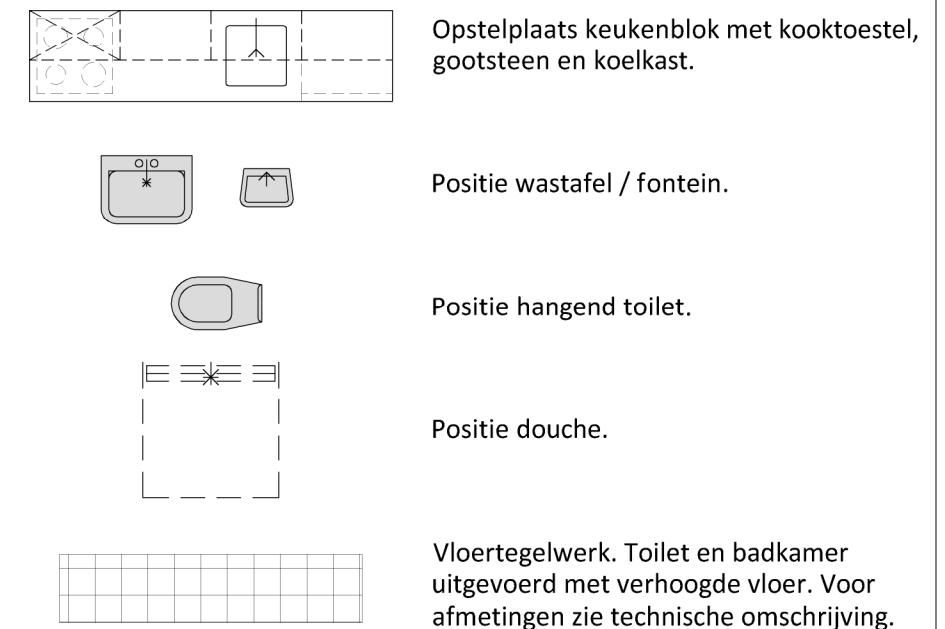 Opstelplaats keukenblok met kooktoestel,
gootsteen en koelkast.
Positie wastafel / fontein.
Positie hangend toilet.
Positie douche.
Vloertegelwerk. Toilet en badkamer
uitgevoerd met verhoogde vloer. Voor
afmetingen zie technische omschrijving.